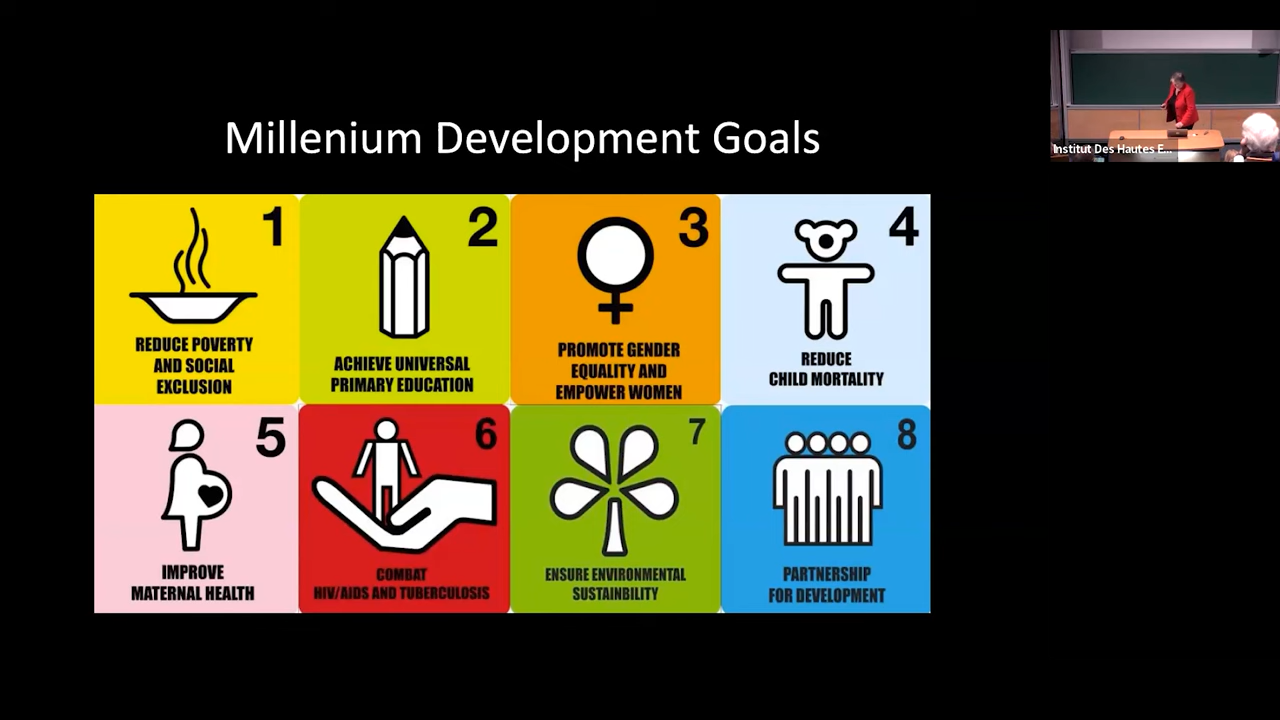 Millenium Development Goals
1
REDUCE POVERTY
AND SOCIAL
EXCLUSION
2
ACHIEVE UNIVERSAL
PRIMARY EDUCATION
3
PROMOTE GENDER
EQUALITY AND
EMPOWER WOMEN
4
REDUCE
CHILD MORTALITY
5
IMPROVE
MATERNAL HEALTH
6
COMBAT
HIV/AIDS AND TUBERCULOSIS
7
ENSURE ENVIRONMENTAL
SUSTAINBILITY
8
PARTNERSHIP
FOR DEVELOPMENT
Institut Des Hautes E...